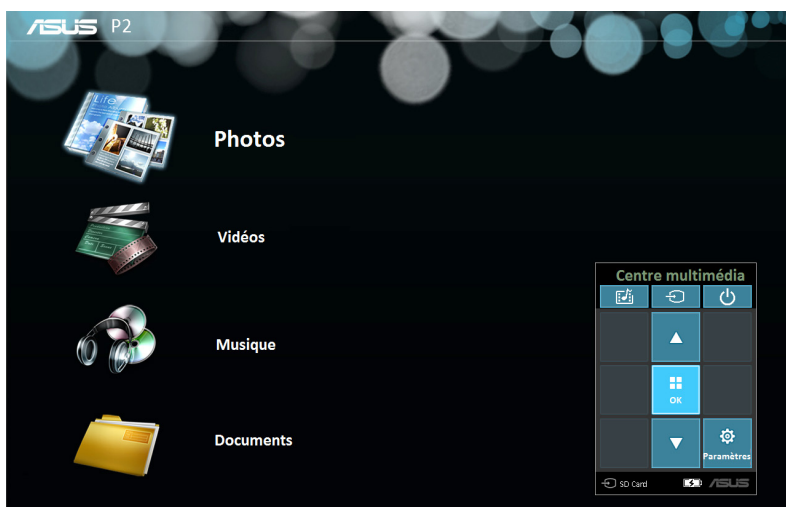 ASUS P2
Life
Photos
Vidéos
Centre multimédia
Musique
OK
Documents
Paramètres
SD Card
ASUS